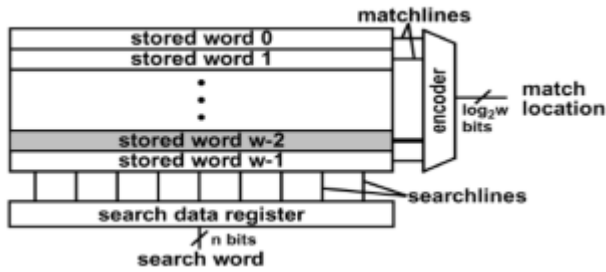 matchlines
stored word 0
stored word 1
encoder
match
location
log₂w
bits
stored word w-2
stored word w-1
searchlines
search data register
n bits
search word